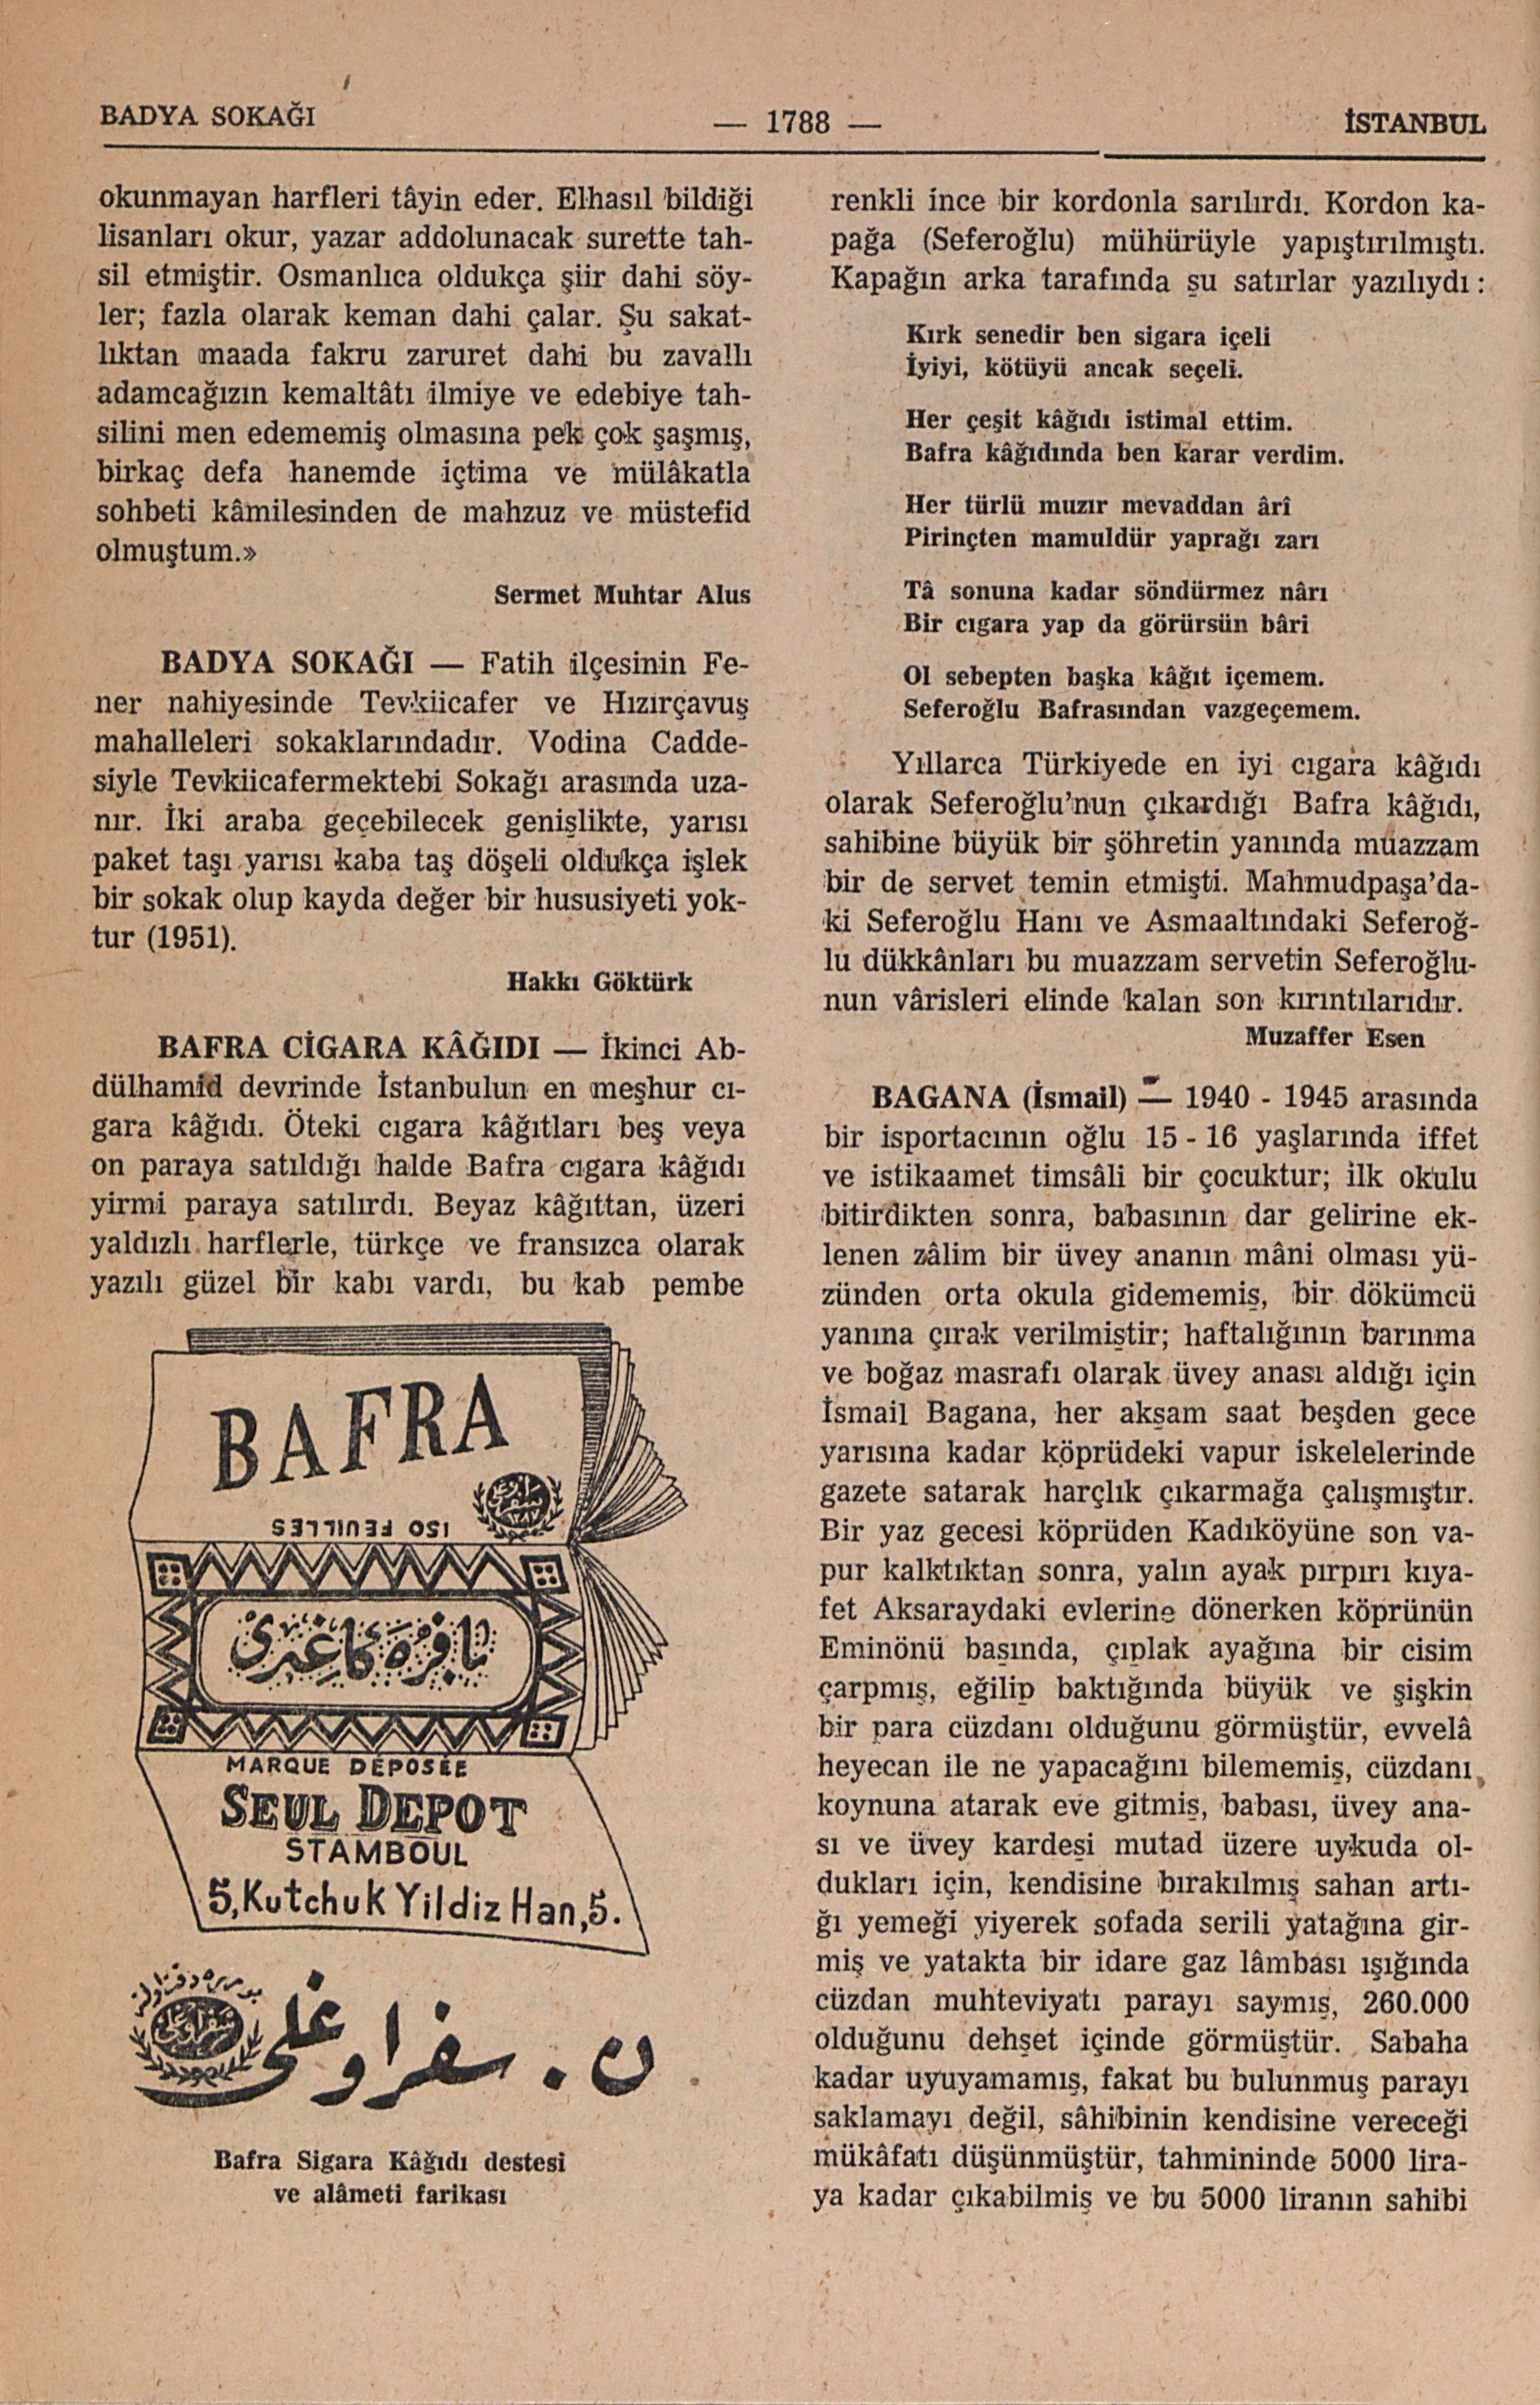 BADYA SOKAĞI
— 1788 —
İSTANBUL
okunmayan harfleri tâyin eder. Elhasıl bildiği
lisanları okur, yazar addolunacak surette tah-
sil etmiştir. Osmanlıca oldukça şiir dahi söy-
ler; fazla olarak keman dahi çalar. Şu sakat-
lıktan maada fakru zaruret dahi bu zavallı
adamcağızın kemaltâtı ilmiye ve edebiye tah-
silini men edememiş olmasına pek çok şaşmış,
birkaç defa hanemde içtima ve mülâkatla
sohbeti kâmilesinden de mahzuz ve müstefid
olmuştum.»
Sermet Muhtar Alus
BADYA SOKAĞI — Fatih ilçesinin Fe-
ner nahiyesinde Tevkiicafer ve Hızırçavuş
mahalleleri sokaklarındadır. Vodina Cadde-
siyle Tevkiicafermektebi Sokağı arasında uza-
nır. İki araba geçebilecek genişlikte, yarısı
paket taşı yarısı kaba taş döşeli oldukça işlek
bir sokak olup kayda değer bir hususiyeti yok-
tur (1951).
Hakkı Göktürk
BAFRA CİGARA KÂĞIDI — İkinci Ab-
dülhamid devrinde İstanbulun en meşhur cı-
gara kâğıdı. Öteki cıgara kâğıtları beş veya
on paraya satıldığı halde Bafra cıgara kâğıdı
yirmi paraya satılırdı. Beyaz kâğıttan, üzeri
yaldızlı harflerle, türkçe ve fransızca olarak
yazılı güzel bir kabı vardı, bu kab pembe
BAFRA
150 FEUILLES
بافره كاغدى
MARQUE DÉPOSÉE
SEUL DEPOT
STAMBOUL
5, Kutchuk Yildiz Han, 5.
ن . سفر اوغلى
Bafra Sigara Kâğıdı destesi
ve alâmeti farikası
renkli ince bir kordonla sarılırdı. Kordon ka-
pağa (Seferoğlu) mühürüyle yapıştırılmıştı.
Kapağın arka tarafında şu satırlar yazılıydı :
Kırk senedir ben sigara içeli
İyiyi, kötüyü ancak seçeli.
Her çeşit kâğıdı istimal ettim.
Bafra kâğıdında ben karar verdim.
Her türlü muzır mevaddan ârî
Pirinçten mamuldür yaprağı zarı
Tâ sonuna kadar söndürmez nârı
Bir cıgara yap da görürsün bâri
Ol sebepten başka kâğıt içemem.
Seferoğlu Bafrasından vazgeçemem.
Yıllarca Türkiyede en iyi cıgara kâğıdı
olarak Seferoğlu'nun çıkardığı Bafra kâğıdı,
sahibine büyük bir şöhretin yanında muazzam
bir de servet temin etmişti. Mahmudpaşa'da-
ki Seferoğlu Hanı ve Asmaaltındaki Seferoğ-
lu dükkânları bu muazzam servetin Seferoğlu-
nun vârisleri elinde kalan son kırıntılarıdır.
Muzaffer Esen
BAGANA (İsmail) — 1940 - 1945 arasında
bir isportacının oğlu 15 - 16 yaşlarında iffet
ve istikaamet timsâli bir çocuktur; ilk okulu
bitirdikten sonra, babasının dar gelirine ek-
lenen zâlim bir üvey ananın mâni olması yü-
zünden orta okula gidememiş, bir dökümcü
yanına çırak verilmiştir; haftalığının barınma
ve boğaz masrafı olarak üvey anası aldığı için
İsmail Bagana, her akşam saat beşden gece
yarısına kadar köprüdeki vapur iskelelerinde
gazete satarak harçlık çıkarmağa çalışmıştır.
Bir yaz gecesi köprüden Kadıköyüne son va-
pur kalktıktan sonra, yalın ayak pırpırı kıya-
fet Aksaraydaki evlerine dönerken köprünün
Eminönü başında, çıplak ayağına bir cisim
çarpmış, eğilip baktığında büyük ve şişkin
bir para cüzdanı olduğunu görmüştür, evvelâ
heyecan ile ne yapacağını bilememiş, cüzdanı
koynuna atarak eve gitmiş, babası, üvey ana-
sı ve üvey kardeşi mutad üzere uykuda ol-
dukları için, kendisine bırakılmış sahan artı-
ğı yemeği yiyerek sofada serili yatağına gir-
miş ve yatakta bir idare gaz lâmbası ışığında
cüzdan muhteviyatı parayı saymış, 260.000
olduğunu dehşet içinde görmüştür. Sabaha
kadar uyuyamamış, fakat bu bulunmuş parayı
saklamayı değil, sâhibinin kendisine vereceği
mükâfatı düşünmüştür, tahmininde 5000 lira-
ya kadar çıkabilmiş ve bu 5000 liranın sahibi